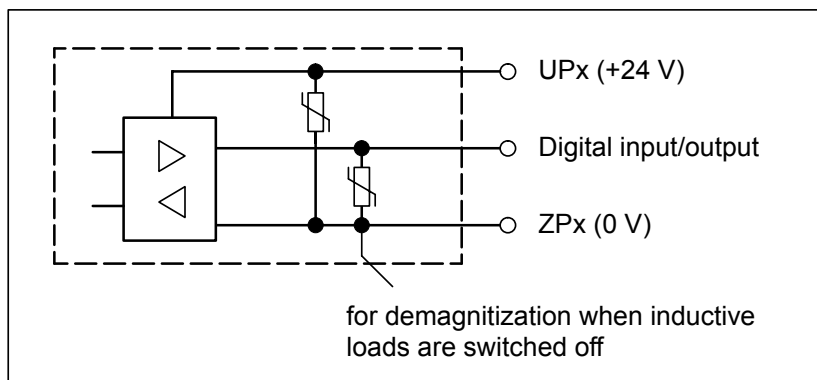 UPx (+24 V)
Digital input/output
ZPx (0 V)
for demagnitization when inductive
loads are switched off